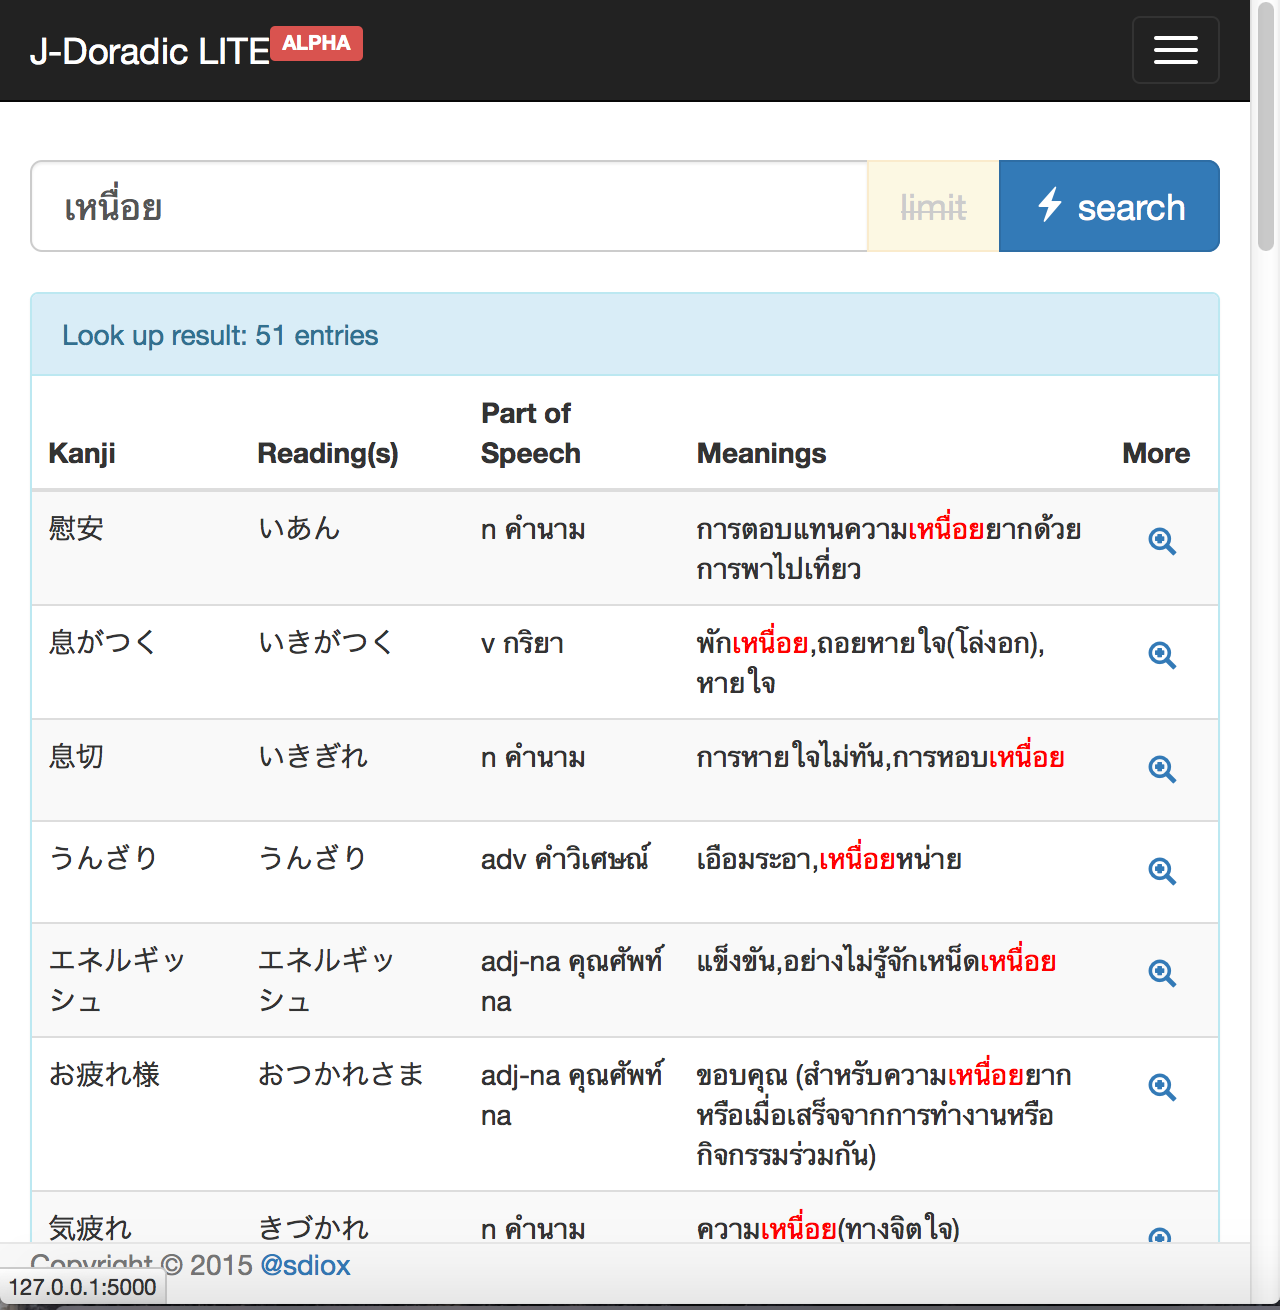 J-Doradic LITE ALPHA
เหนื่อย limit search
Look up result: 51 entries
Part of
Kanji Reading(s) Speech Meanings More
慰安 いあん n คำนาม การตอบแทนความเหนื่อยยากด้วย
การพาไปเที่ยว
息がつく いきがつく v กริยา พักเหนื่อย,ถอยหายใจ(โล่งอก),
หายใจ
息切 いきぎれ n คำนาม การหายใจไม่ทัน,การหอบเหนื่อย
うんざり うんざり adv คำวิเศษณ์ เอือมระอา,เหนื่อยหน่าย
エネルギッ エネルギッ adj-na คุณศัพท์ แข็งขัน,อย่างไม่รู้จักเหน็ดเหนื่อย
シュ シュ na
お疲れ様 おつかれさま adj-na คุณศัพท์ ขอบคุณ (สำหรับความเหนื่อยยาก
na หรือเมื่อเสร็จจากการทำงานหรือ
กิจกรรมร่วมกัน)
気疲れ きづかれ n คำนาม ความเหนื่อย(ทางจิตใจ)
Copyright © 2015 @sdiox
127.0.0.1:5000